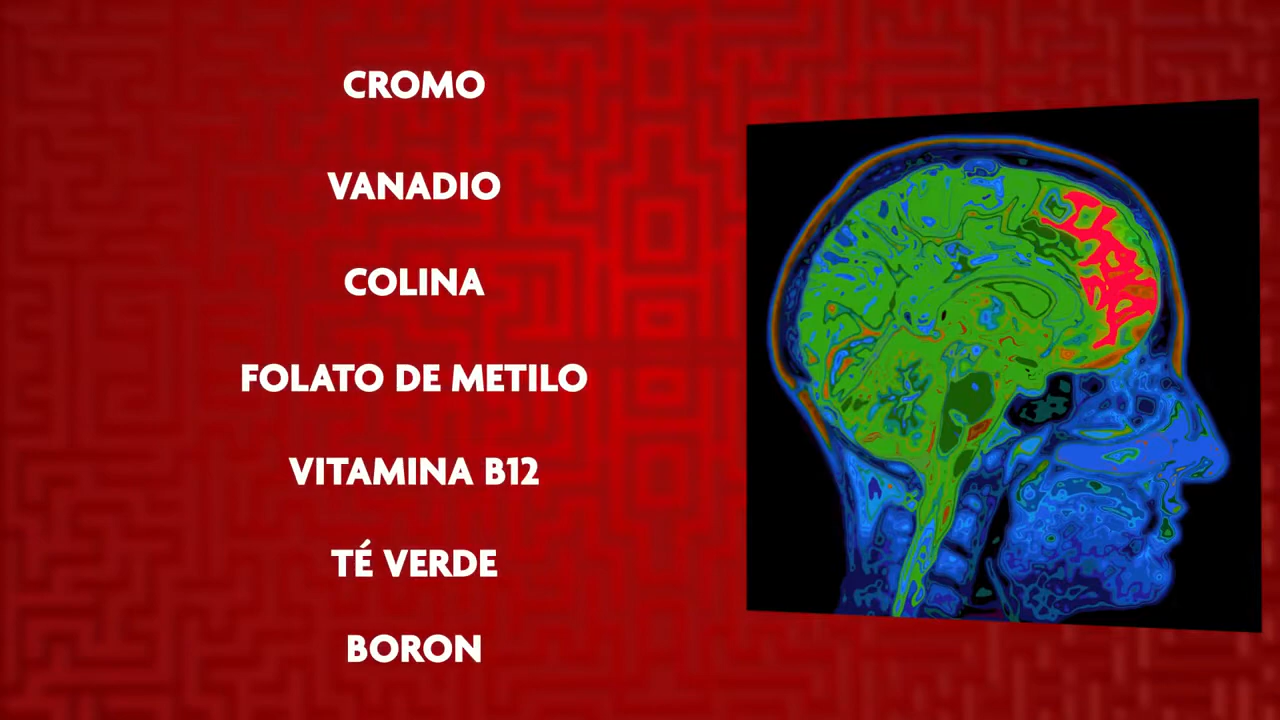 CROMO
VANADIO
COLINA
FOLATO DE METILO
VITAMINA B12
TÉ VERDE
BORON